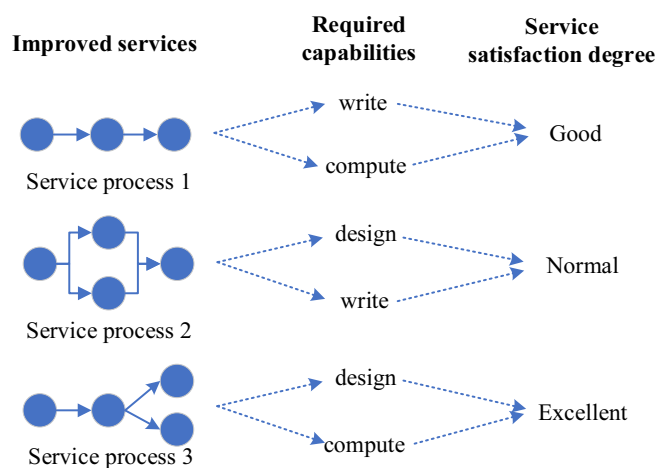 Improved services
Required
capabilities
Service
satisfaction degree
write
compute
Good
Service process 1
design
write
Normal
Service process 2
design
compute
Excellent
Service process 3